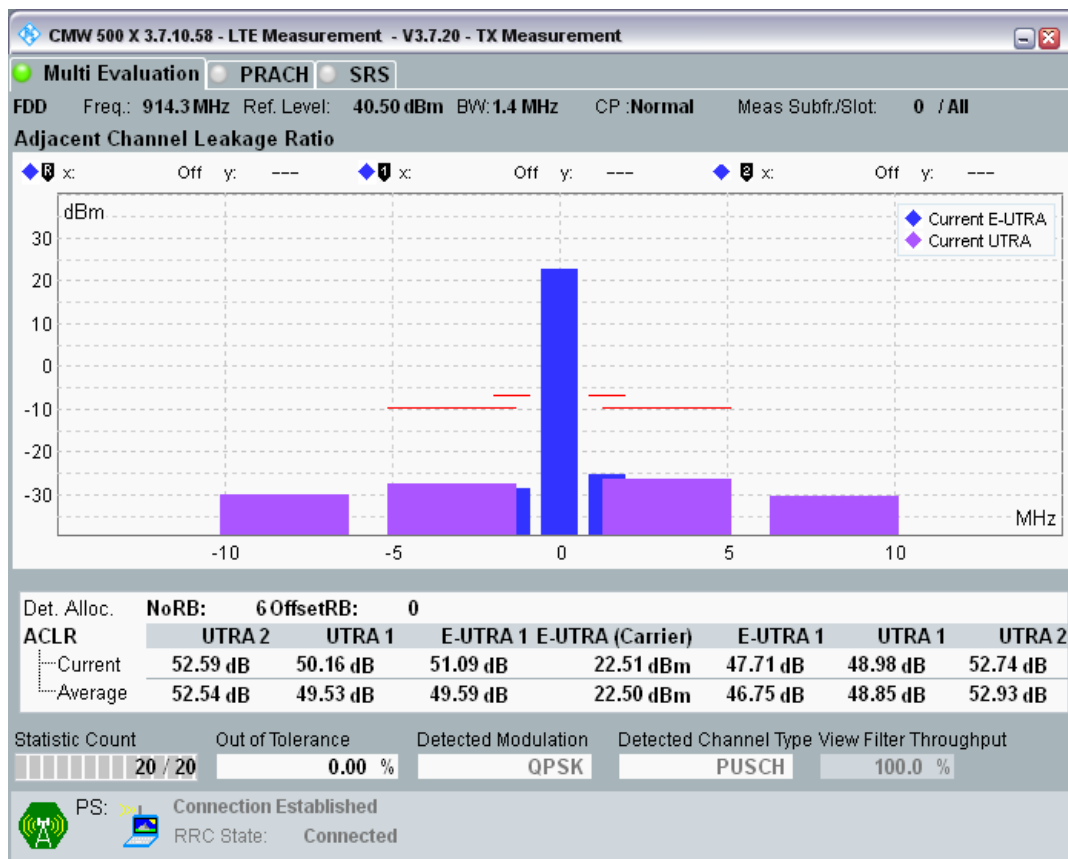 CMW 500 X 3.7.10.58 - LTE Measurement - V3.7.20 - TX Measurement
Multi Evaluation PRACH SRS
FDD Freq.: 914.3 MHz Ref. Level: 40.50 dBm BW: 1.4 MHz CP :Normal Meas Subfr./Slot: 0 / All
Adjacent Channel Leakage Ratio
R x: Off y: --- 1 x: Off y: --- 2 x: Off y: ---
dBm
Current E-UTRA
Current UTRA
30
20
10
0
-10
-20
-30
MHz
-10 -5 0 5 10
Det. Alloc. NoRB: 6 OffsetRB: 0
ACLR UTRA 2 UTRA 1 E-UTRA 1 E-UTRA (Carrier) E-UTRA 1 UTRA 1 UTRA 2
Current 52.59 dB 50.16 dB 51.09 dB 22.51 dBm 47.71 dB 48.98 dB 52.74 dB
Average 52.54 dB 49.53 dB 49.59 dB 22.50 dBm 46.75 dB 48.85 dB 52.93 dB
Statistic Count Out of Tolerance Detected Modulation Detected Channel Type View Filter Throughput
20 / 20 0.00 % QPSK PUSCH 100.0 %
PS: Connection Established
RRC State: Connected